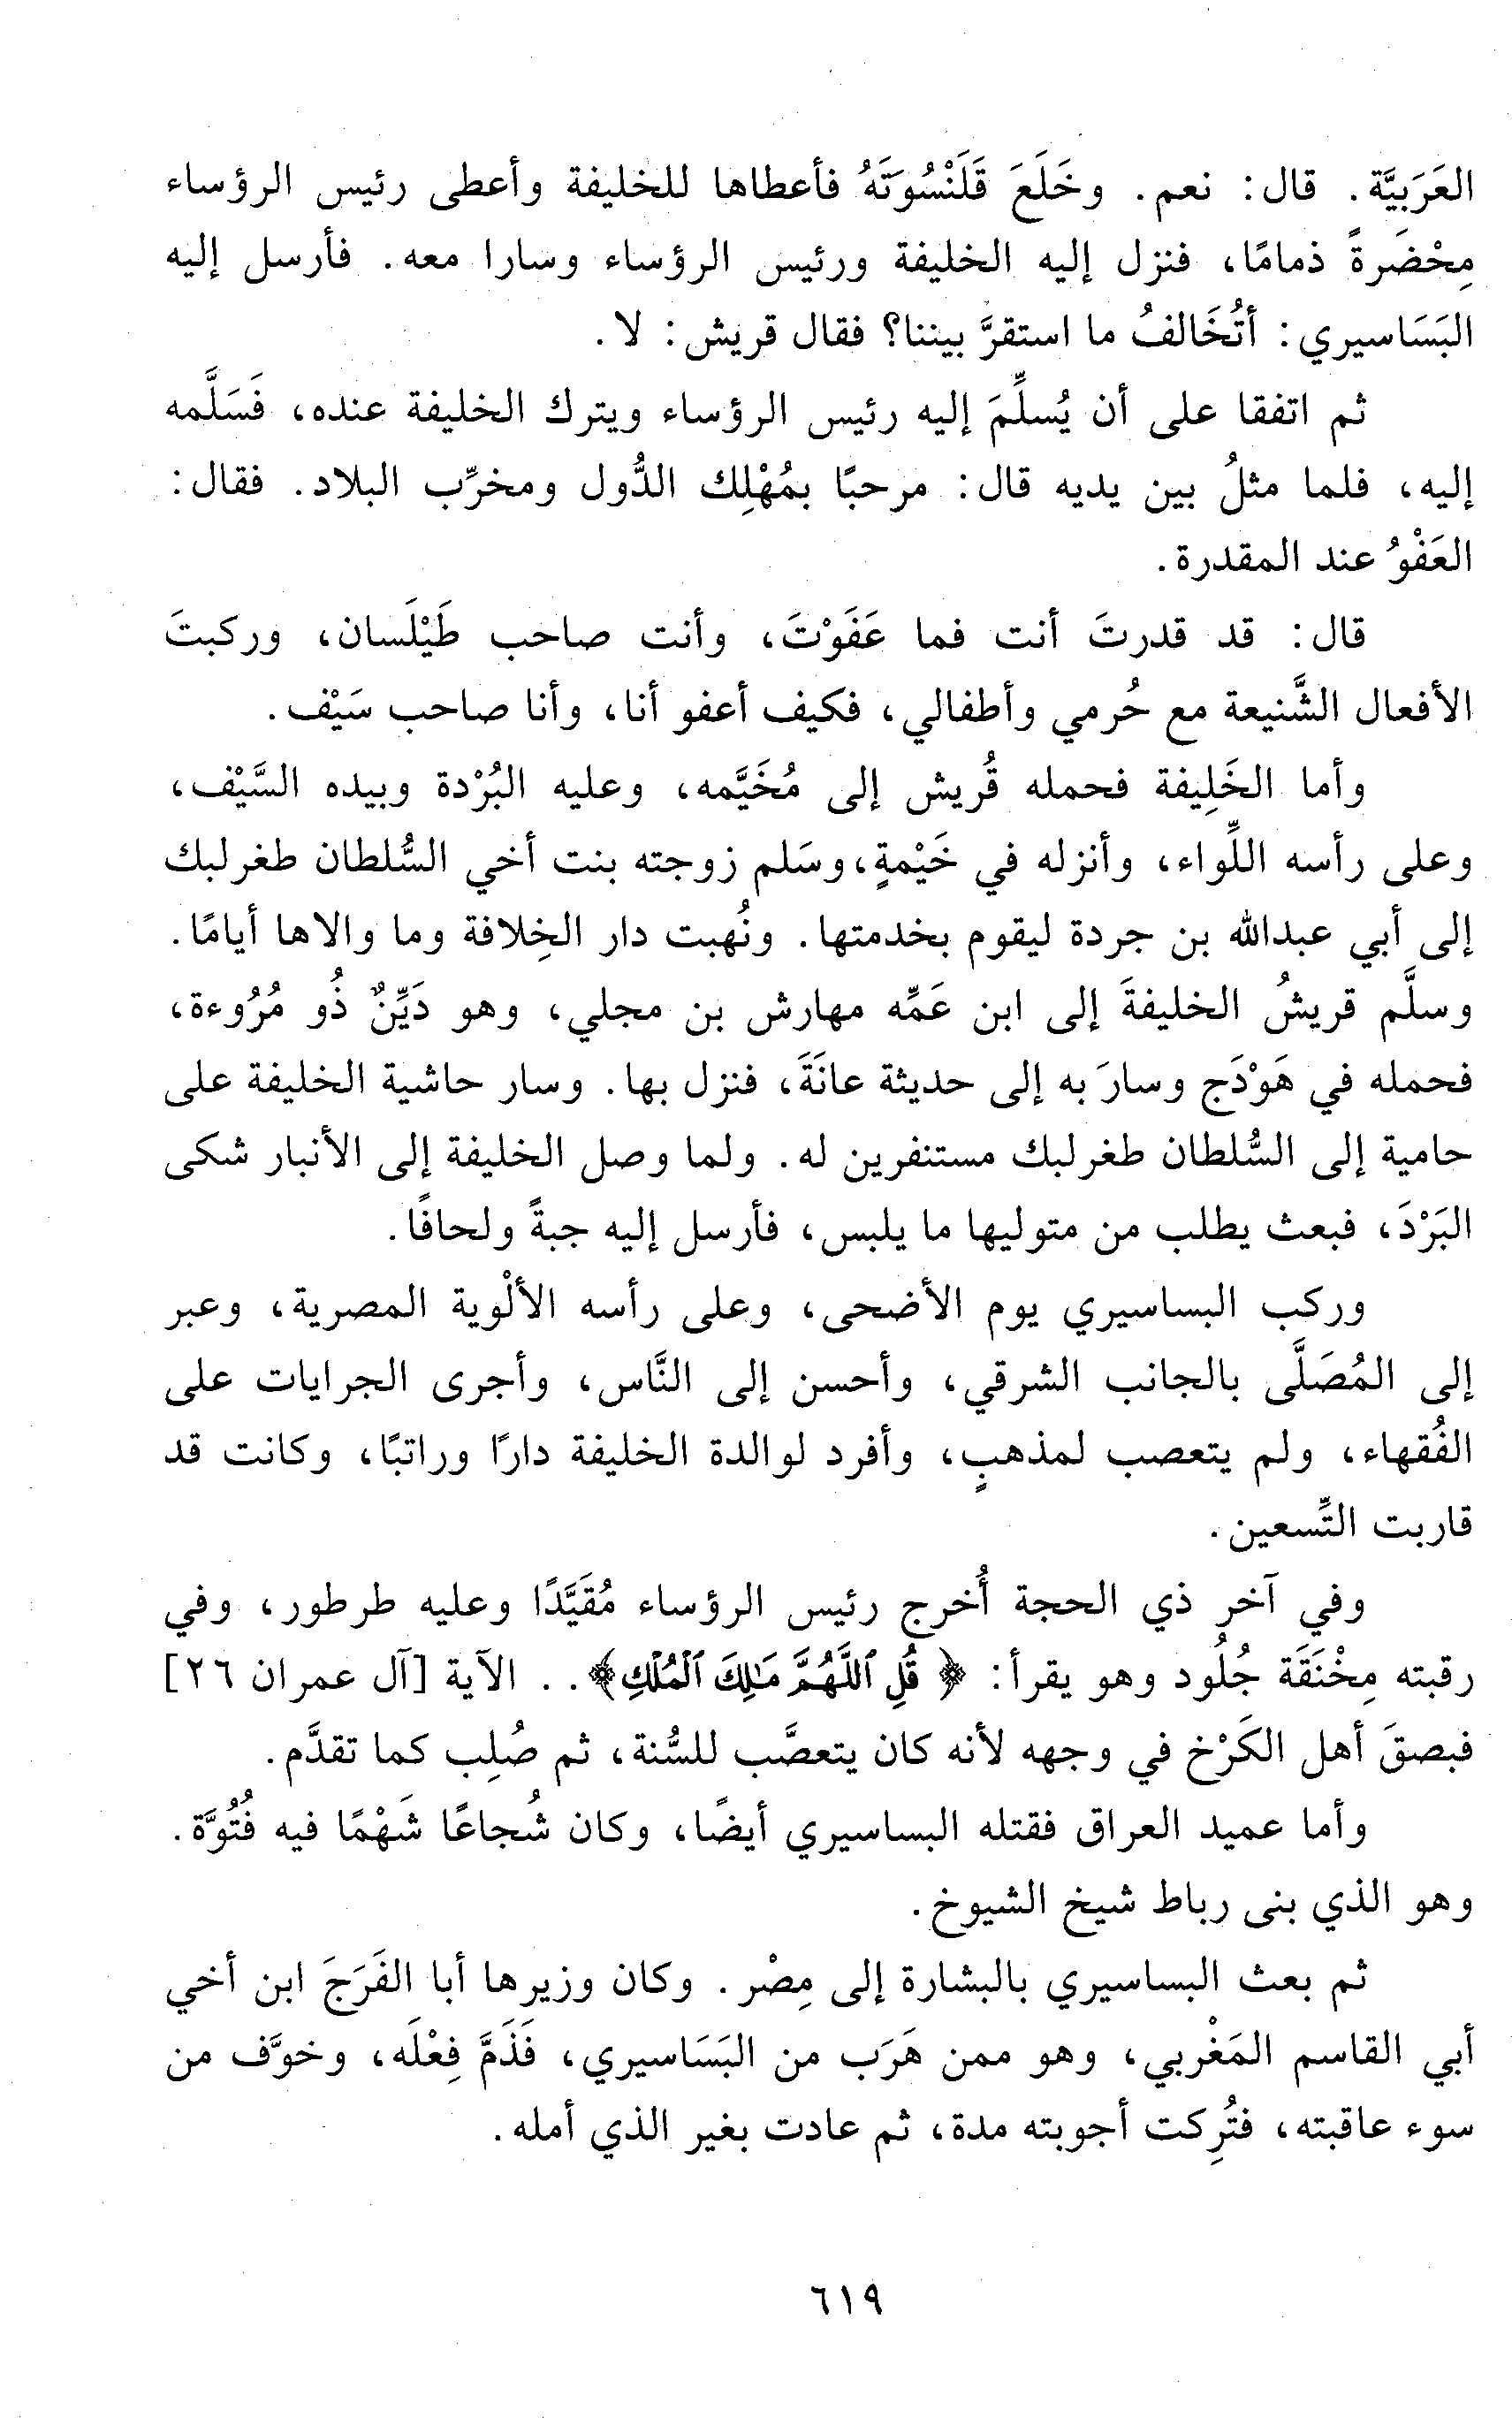 العَرَبيَّة. قال: نعم. وخَلَعَ قَلَنْسُوَتَهُ فأعطاها للخليفة وأعطى رئيس الرؤساء
مِحْضَرةً ذمامًا، فنزل إليه الخليفة ورئيس الرؤساء وسارا معه. فأرسل إليه
البَسَاسيري: أتُخَالفُ ما استقرَّ بيننا؟ فقال قريش: لا.
ثم اتفقا على أن يُسلِّمَ إليه رئيس الرؤساء ويترك الخليفة عنده، فَسَلَّمه
إليه، فلما مثلُ بين يديه قال: مرحبًا بمُهْلِك الدُّول ومخرِّب البلاد. فقال:
العَفْوُ عند المقدرة.
قال: قد قدرتَ أنت فما عَفَوْتَ، وأنت صاحب طَيْلَسان، وركبتَ
الأفعال الشَّنيعة مع حُرمي وأطفالي، فكيف أعفو أنا، وأنا صاحب سَيْف.
وأما الخَلِيفة فحمله قُريش إلى مُخَيَّمه، وعليه البُرْدة وبيده السَّيْف،
وعلى رأسه اللِّواء، وأنزله في خَيْمةٍ، وسَلم زوجته بنت أخي السُّلطان طغرلبك
إلى أبي عبدالله بن جردة ليقوم بخدمتها. ونُهبت دار الخِلافة وما والاها أيامًا.
وسلَّم قريشُ الخليفةَ إلى ابن عَمِّه مهارش بن مجلي، وهو دَيِّنٌ ذُو مُرُوءة،
فحمله في هَوْدَج وسارَ به إلى حديثة عانَةَ، فنزل بها. وسار حاشية الخليفة على
حامية إلى السُّلطان طغرلبك مستنفرين له. ولما وصل الخليفة إلى الأنبار شكى
البَرْدَ، فبعث يطلب من متوليها ما يلبس، فأرسل إليه جبةً ولحافًا.
وركب البساسيري يوم الأضحى، وعلى رأسه الألْوية المصرية، وعبر
إلى المُصَلَّى بالجانب الشرقي، وأحسن إلى النَّاس، وأجرى الجرايات على
الفُقهاء، ولم يتعصب لمذهبٍ، وأفرد لوالدة الخليفة دارًا وراتبًا، وكانت قد
قاربت التِّسعين.
وفي آخر ذي الحجة أُخرج رئيس الرؤساء مُقَيَّدًا وعليه طرطور، وفي
رقبته مِخْنَقَة جُلُود وهو يقرأ: ﴿ قُلِ ٱللَّهُمَّ مَـٰلِكَ ٱلْمُلْكِ﴾. . الآية [آل عمران ٢٦]
فبصقَ أهل الكَرْخ في وجهه لأنه كان يتعصَّب للسُّنة، ثم صُلِب كما تقدَّم.
وأما عميد العراق فقتله البساسيري أيضًا، وكان شُجاعًا شَهْمًا فيه فُتُوَّة.
وهو الذي بنى رباط شيخ الشيوخ.
ثم بعث البساسيري بالبشارة إلى مِصْر. وكان وزيرها أبا الفَرَجَ ابن أخي
أبي القاسم المَغْربي، وهو ممن هَرَب من البَسَاسيري، فَذَمَّ فِعْلَه، وخوَّف من
سوء عاقبته، فتُرِكت أجوبته مدة، ثم عادت بغير الذي أمله.
٦١٩